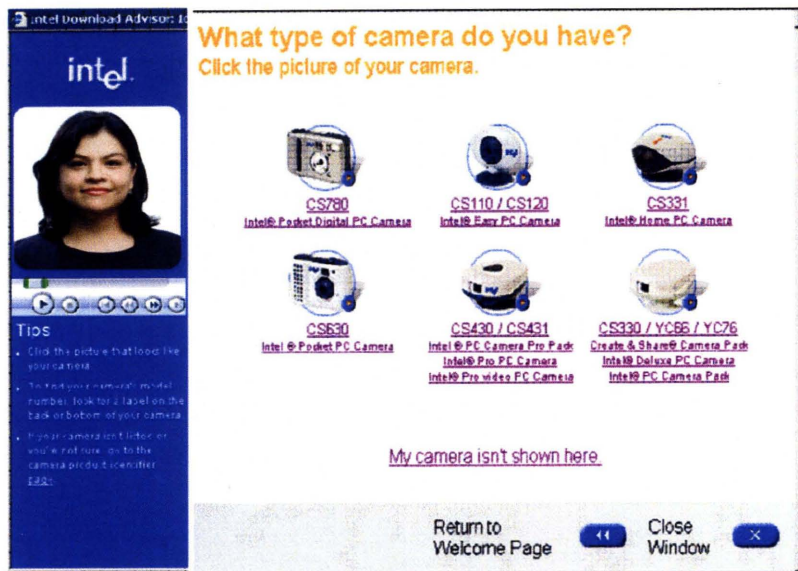 Intel Download Advisor:
intel.
What type of camera do you have?
Click the picture of your camera.
CS780
Intel® Pocket Digital PC Camera
CS110 / CS120
Intel® Easy PC Camera
CS331
Intel® Home PC Camera
CS630
Intel ® Pocket PC Camera
CS430 / CS431
Intel ® PC Camera Pro Pack
Intel® Pro PC Camera
Intel® Pro video PC Camera
CS330 / YC66 / YC76
Create & Share® Camera Pack
Intel® Deluxe PC Camera
Intel® PC Camera Pack
Tips
Click the picture that looks like
your camera
To find your camera's model
number, look for a label on the
back or bottom of your camera.
If your camera isn't listed or
you're not sure, go to the
camera product identifier
page.
My camera isn't shown here.
Return to
Welcome Page
Close
Window